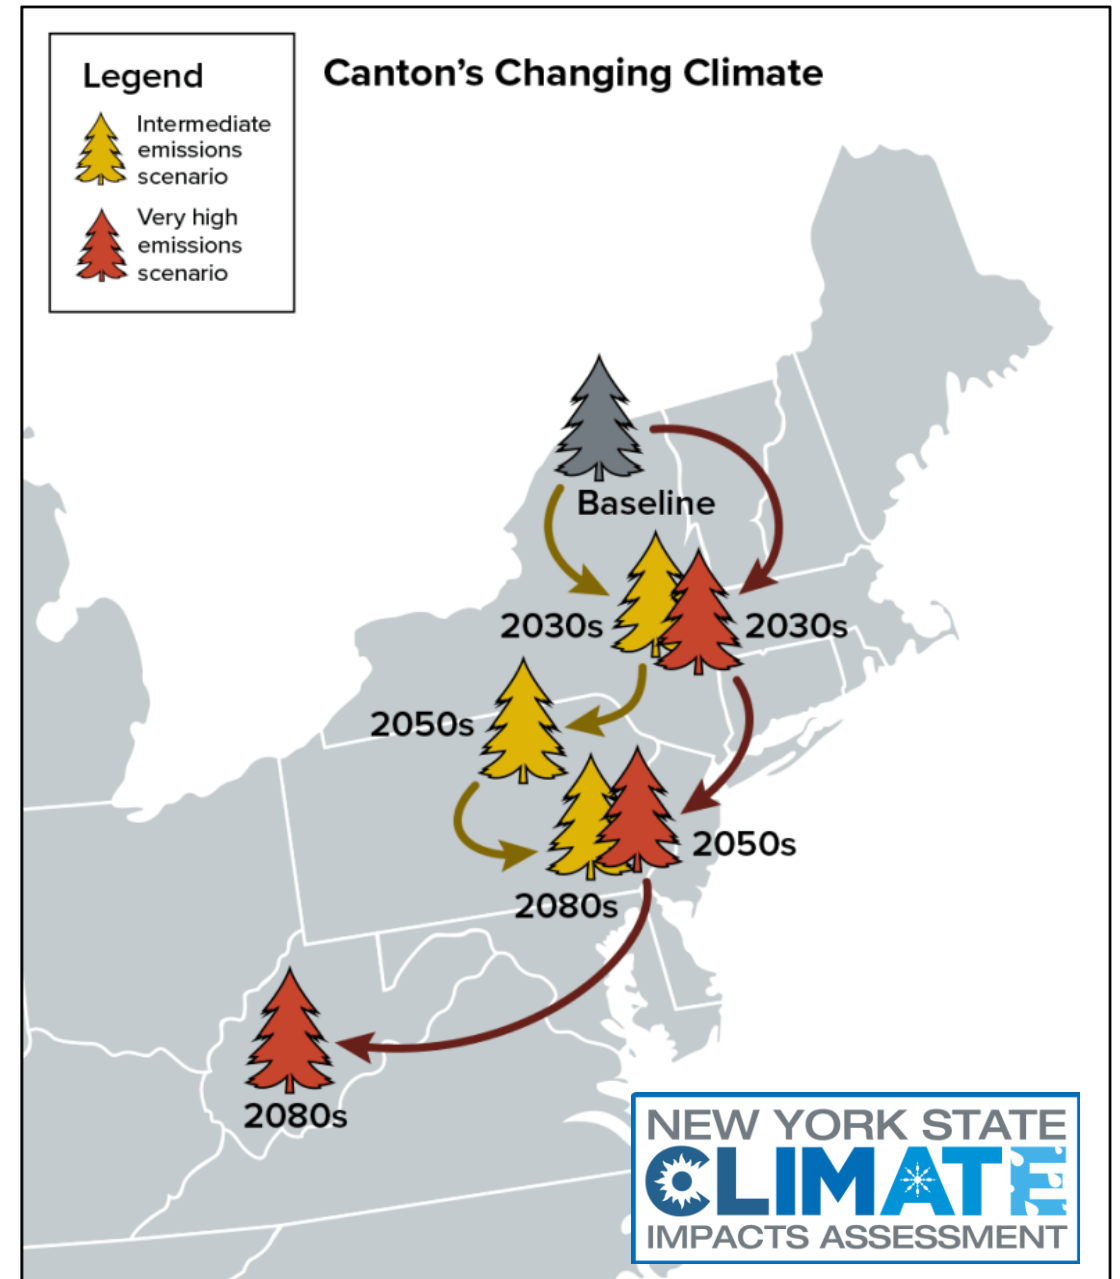 Legend
Intermediate
emissions
scenario
Very high
emissions
scenario
Canton's Changing Climate
Baseline
2030s
2030s
2050s
2050s
2080s
2080s
NEW YORK STATE
CLIMATE
IMPACTS ASSESSMENT